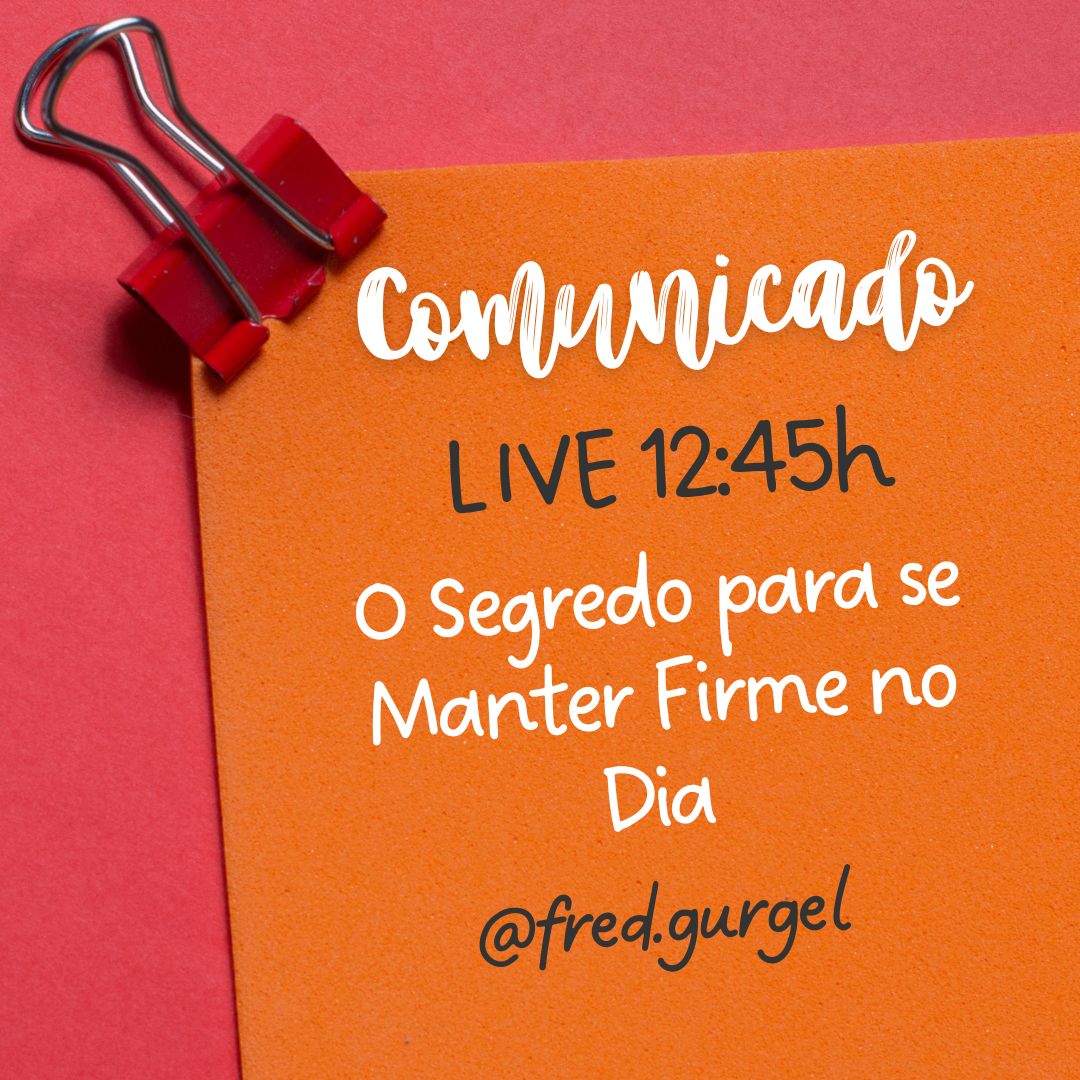 Comunicado
LIVE 12:45h
O Segredo para se
Manter Firme no
Dia
@fred.gurgel